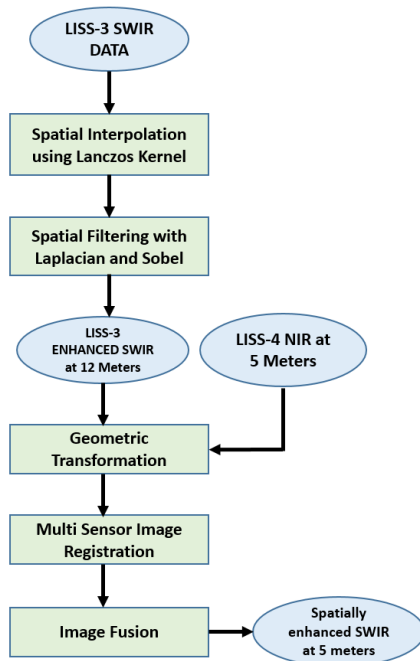 LISS-3 SWIR
DATA
Spatial Interpolation
using Lanczos Kernel
Spatial Filtering with
Laplacian and Sobel
LISS-3
ENHANCED SWIR
at 12 Meters
LISS-4 NIR at
5 Meters
Geometric
Transformation
Multi Sensor Image
Registration
Image Fusion
Spatially
enhanced SWIR
at 5 meters